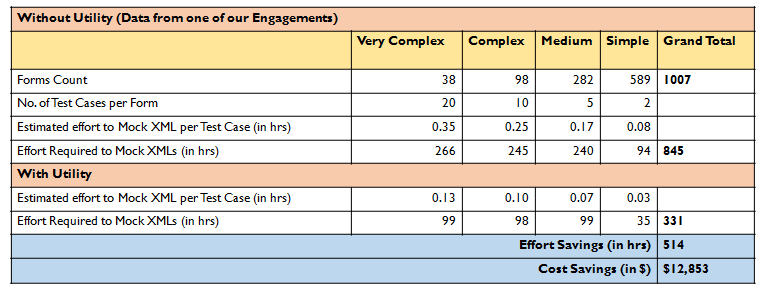 Without Utility (Data from one of our Engagements)
Very Complex Complex Medium Simple Grand Total
Forms Count 38 98 282 589 1007
No. of Test Cases per Form 20 10 5 2
Estimated effort to Mock XML per Test Case (in hrs) 0.35 0.25 0.17 0.08
Effort Required to Mock XMLs (in hrs) 266 245 240 94 845
With Utility
Estimated effort to Mock XML per Test Case (in hrs) 0.13 0.10 0.07 0.03
Effort Required to Mock XMLs (in hrs) 99 98 99 35 331
Effort Savings (in hrs) 514
Cost Savings (in $) $12,853